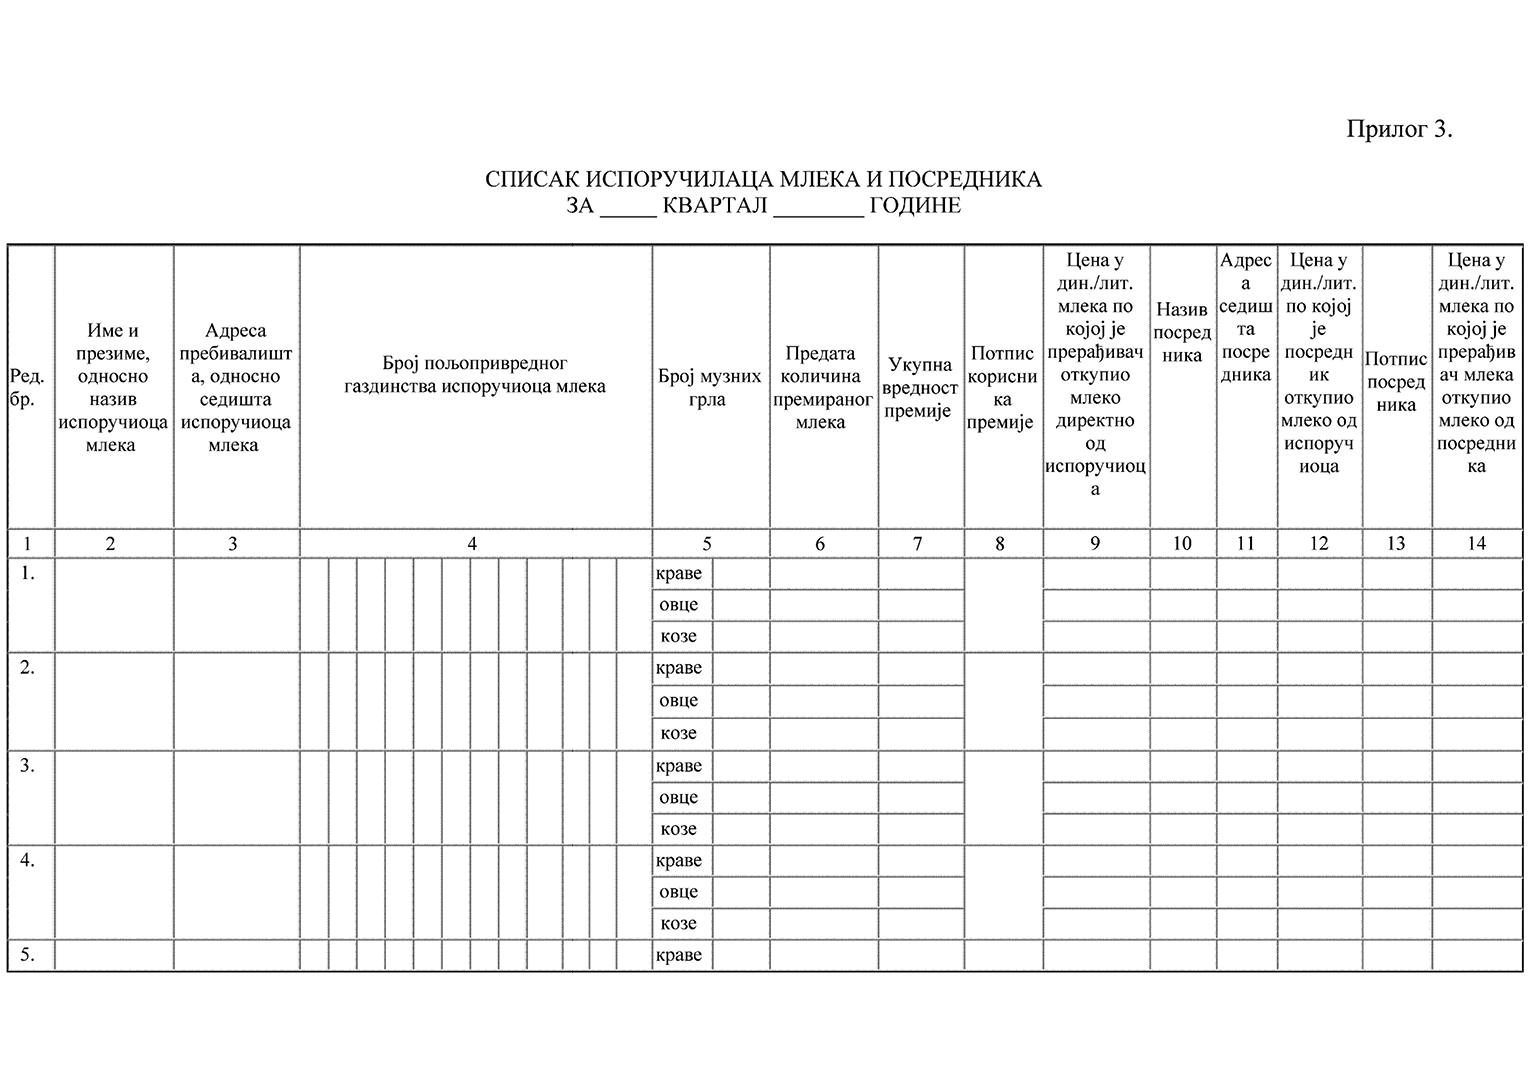 Прилог 3.
СПИСАК ИСПОРУЧИЛАЦА МЛЕКА И ПОСРЕДНИКА
ЗА _____ КВАРТАЛ ________ ГОДИНЕ
Ред.
бр.
Име и
презиме,
односно
назив
испоручиоца
млека
Адреса
пребивалишт
а, односно
седишта
испоручиоца
млека
Број пољопривредног
газдинства испоручиоца млека
Број музних
грла
Предата
количина
премираног
млека
Укупна
вредност
премије
Потпис
корисни
ка
премије
Цена у
дин./лит.
млека по
којој је
прерађивач
откупио
млеко
директно
од
испоручиоц
а
Назив
посред
ника
Адрес
а
седиш
та
посре
дника
Цена у
дин./лит.
по којој
је
посредн
ик
откупио
млеко од
испоруч
иоца
Потпис
посред
ника
Цена у
дин./лит.
млека по
којој је
прерађив
ач млека
откупио
млеко од
посредни
ка
1 2 3 4 5 6 7 8 9 10 11 12 13 14
1. краве
овце
козе
2. краве
овце
козе
3. краве
овце
козе
4. краве
овце
козе
5. краве